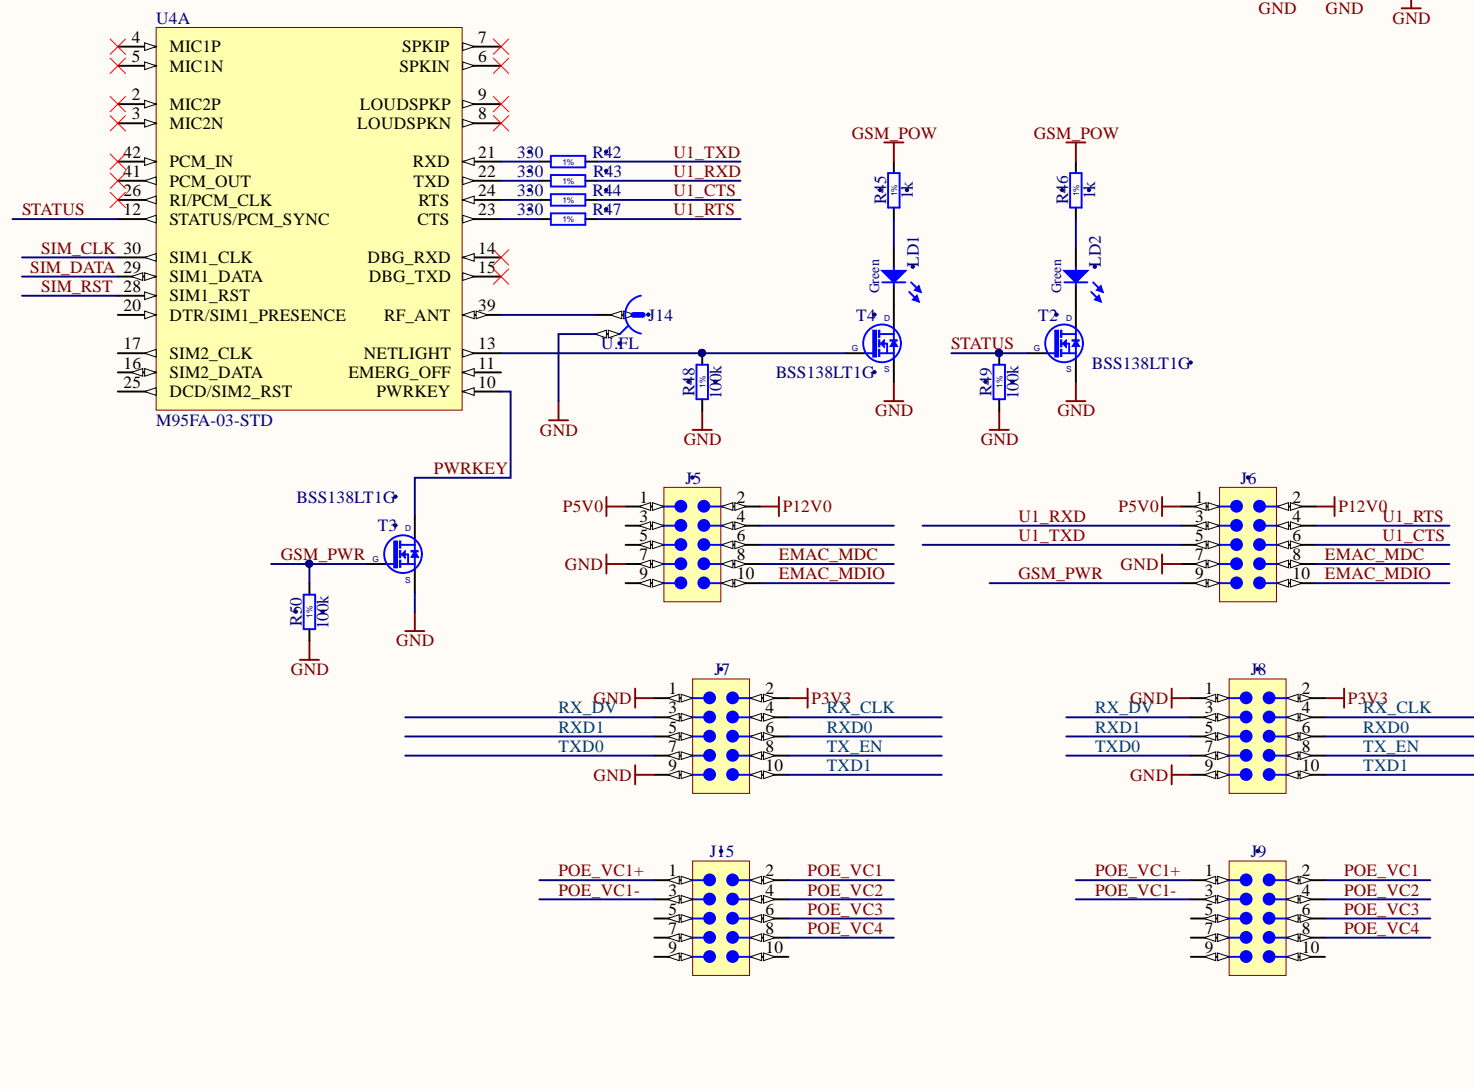 GND GND GND
U4A
4 MIC1P SPKIP 7
5 MIC1N SPKIN 6
2 MIC2P LOUDSPKP 9
3 MIC2N LOUDSPKN 8
42 PCM_IN RXD 21 330 1% R42 U1_TXD
41 PCM_OUT TXD 22 330 1% R43 U1_RXD
26 RI/PCM_CLK RTS 24 330 1% R44 U1_CTS
STATUS 12 STATUS/PCM_SYNC CTS 23 330 1% R47 U1_RTS
SIM_CLK 30 SIM1_CLK DBG_RXD 14
SIM_DATA 29 SIM1_DATA DBG_TXD 15
SIM_RST 28 SIM1_RST
20 DTR/SIM1_PRESENCE RF_ANT 39 J14
U.FL
17 SIM2_CLK NETLIGHT 13
16 SIM2_DATA EMERG_OFF 11
25 DCD/SIM2_RST PWRKEY 10
M95FA-03-STD
GND
R48 1% 100k
GND
GSM_POW GSM_POW
R45 1% 1k R46 1% 1k
Green LD1 Green LD2
T4 D T2 D
G S STATUS G S
BSS138LT1G BSS138LT1G
R49 1% 100k
GND GND GND
PWRKEY
BSS138LT1G
T3 D
GSM_PWR G
S
R50 1% 100k
GND
GND
J5
P5V0 1 2 P12V0
3 4
5 6
GND 7 8 EMAC_MDC
9 10 EMAC_MDIO
J6
P5V0 1 2 P12V0
U1_RXD 3 4 U1_RTS
U1_TXD 5 6 U1_CTS
GND 7 8 EMAC_MDC
GSM_PWR 9 10 EMAC_MDIO
J7
GND 1 2 P3V3
RX_DV 3 4 RX_CLK
RXD1 5 6 RXD0
TXD0 7 8 TX_EN
GND 9 10 TXD1
J8
GND 1 2 P3V3
RX_DV 3 4 RX_CLK
RXD1 5 6 RXD0
TXD0 7 8 TX_EN
GND 9 10 TXD1
J15
POE_VC1+ 1 2 POE_VC1
POE_VC1- 3 4 POE_VC2
5 6 POE_VC3
7 8 POE_VC4
9 10
J9
POE_VC1+ 1 2 POE_VC1
POE_VC1- 3 4 POE_VC2
5 6 POE_VC3
7 8 POE_VC4
9 10